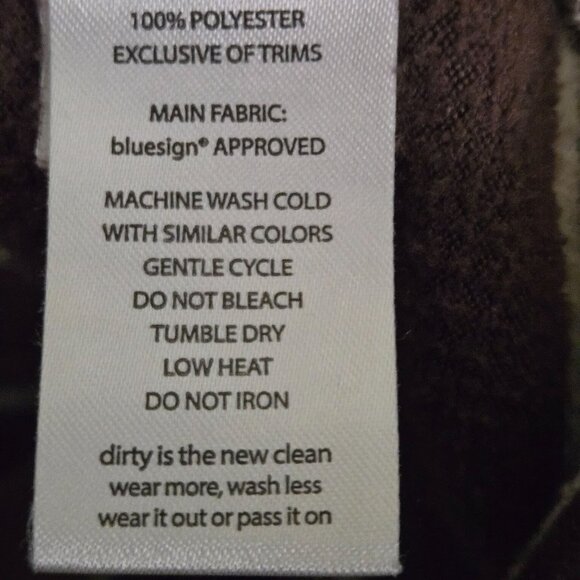 100% POLYESTER
EXCLUSIVE OF TRIMS
MAIN FABRIC:
bluesign® APPROVED
MACHINE WASH COLD
WITH SIMILAR COLORS
GENTLE CYCLE
DO NOT BLEACH
TUMBLE DRY
LOW HEAT
DO NOT IRON
dirty is the new clean
wear more, wash less
wear it out or pass it on